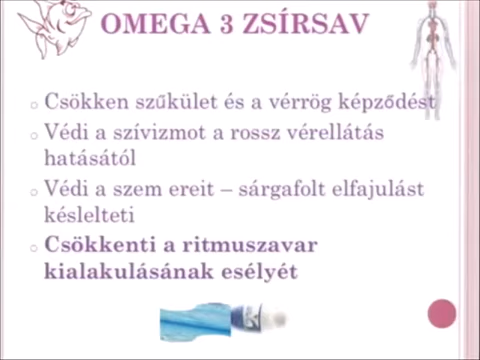 OMEGA 3 ZSÍRSAV
Csökken szűkület és a vérrög képződést
Védi a szívizmot a rossz vérellátás
hatásától
Védi a szem ereit – sárgafolt elfajulást
késlelteti
Csökkenti a ritmuszavar
kialakulásának esélyét